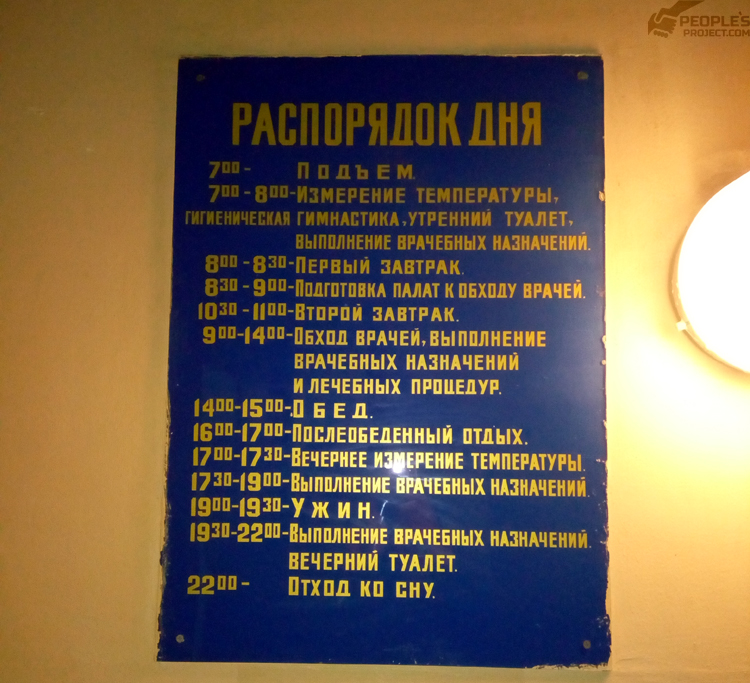 PEOPLE'S
PROJECT.COM
РАСПОРЯДОК ДНЯ
7⁰⁰- ПОДЪЕМ.
7⁰⁰-8⁰⁰-ИЗМЕРЕНИЕ ТЕМПЕРАТУРЫ,
ГИГИЕНИЧЕСКАЯ ГИМНАСТИКА, УТРЕННИЙ ТУАЛЕТ,
ВЫПОЛНЕНИЕ ВРАЧЕБНЫХ НАЗНАЧЕНИЙ.
8⁰⁰-8³⁰-ПЕРВЫЙ ЗАВТРАК.
8³⁰-9⁰⁰-ПОДГОТОВКА ПАЛАТ К ОБХОДУ ВРАЧЕЙ.
10³⁰-11⁰⁰-ВТОРОЙ ЗАВТРАК.
9⁰⁰-14⁰⁰-ОБХОД ВРАЧЕЙ, ВЫПОЛНЕНИЕ
ВРАЧЕБНЫХ НАЗНАЧЕНИЙ
И ЛЕЧЕБНЫХ ПРОЦЕДУР.
14⁰⁰-15⁰⁰-ОБЕД.
16⁰⁰-17⁰⁰-ПОСЛЕОБЕДЕННЫЙ ОТДЫХ.
17⁰⁰-17³⁰-ВЕЧЕРНЕЕ ИЗМЕРЕНИЕ ТЕМПЕРАТУРЫ.
17³⁰-19⁰⁰-ВЫПОЛНЕНИЕ ВРАЧЕБНЫХ НАЗНАЧЕНИЙ.
19⁰⁰-19³⁰-УЖИН.
19³⁰-22⁰⁰-ВЫПОЛНЕНИЕ ВРАЧЕБНЫХ НАЗНАЧЕНИЙ.
ВЕЧЕРНИЙ ТУАЛЕТ.
22⁰⁰- ОТХОД КО СНУ.